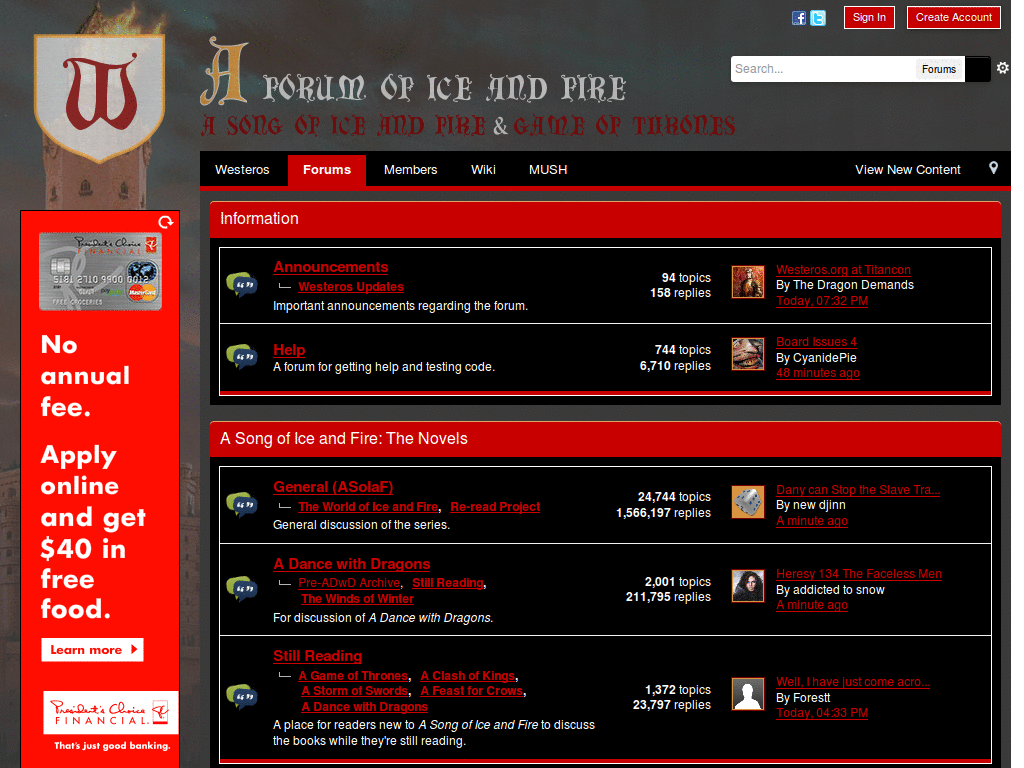 Sign In
Create Account
W
A FORUM OF ICE AND FIRE
A SONG OF ICE AND FIRE & GAME OF THRONES
Search...
Forums
Westeros
Forums
Members
Wiki
MUSH
View New Content
President's Choice
FINANCIAL
5181 2710 9900 0012
MasterCard
FREE GROCERIES
No
annual
fee.
Apply
online
and get
$40 in
free
food.
Learn more
President's Choice
FINANCIAL
That's just good banking.
Information
Announcements
Westeros Updates
Important announcements regarding the forum.
94 topics
158 replies
Westeros.org at Titancon
By The Dragon Demands
Today, 07:32 PM
Help
A forum for getting help and testing code.
744 topics
6,710 replies
Board Issues 4
By CyanidePie
48 minutes ago
A Song of Ice and Fire: The Novels
General (ASoIaF)
The World of Ice and Fire, Re-read Project
General discussion of the series.
24,744 topics
1,566,197 replies
Dany can Stop the Slave Tra...
By new djinn
A minute ago
A Dance with Dragons
Pre-ADwD Archive, Still Reading,
The Winds of Winter
For discussion of A Dance with Dragons.
2,001 topics
211,795 replies
Heresy 134 The Faceless Men
By addicted to snow
A minute ago
Still Reading
A Game of Thrones, A Clash of Kings,
A Storm of Swords, A Feast for Crows,
A Dance with Dragons
A place for readers new to A Song of Ice and Fire to discuss
the books while they're still reading.
1,372 topics
23,797 replies
Well, I have just come acro...
By Forestt
Today, 04:33 PM